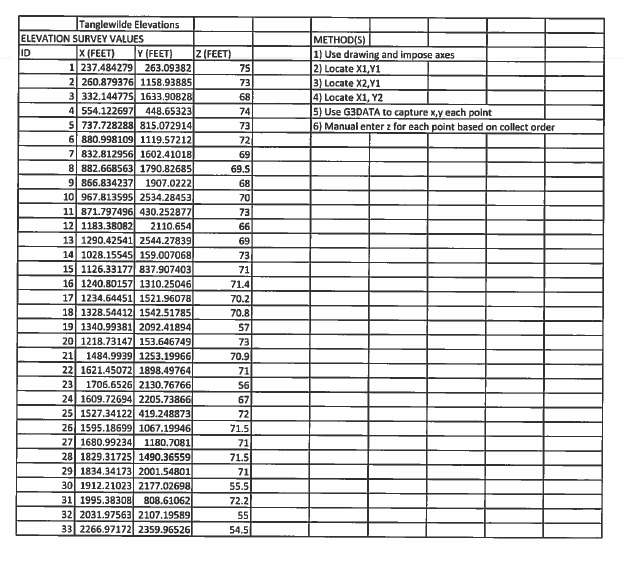 Tanglewilde Elevations
ELEVATION SURVEY VALUES METHOD(S)
ID X (FEET) Y (FEET) Z (FEET) 1) Use drawing and impose axes
1 237.484279 263.09382 75 2) Locate X1,Y1
2 260.879376 1158.93885 73 3) Locate X2,Y1
3 332.144775 1633.90828 68 4) Locate X1, Y2
4 554.122697 448.65323 74 5) Use G3DATA to capture x,y each point
5 737.728288 815.072914 73 6) Manual enter z for each point based on collect order
6 880.998109 1119.57212 72
7 832.812956 1602.41018 69
8 882.668563 1790.82685 69.5
9 866.834237 1907.0222 68
10 967.813595 2534.28453 70
11 871.797496 430.252877 73
12 1183.38082 2110.654 66
13 1290.42541 2544.27839 69
14 1028.15545 159.007068 73
15 1126.33177 837.907403 71
16 1240.80157 1310.25046 71.4
17 1234.64451 1521.96078 70.2
18 1328.54412 1542.51785 70.8
19 1340.99381 2092.41894 57
20 1218.73147 153.646749 73
21 1484.9939 1253.19966 70.9
22 1621.45072 1898.49764 71
23 1706.6526 2130.76766 56
24 1609.72694 2205.73866 67
25 1527.34122 419.248873 72
26 1595.18699 1067.19946 71.5
27 1680.99234 1180.7081 71
28 1829.31725 1490.36559 71.5
29 1834.34173 2001.54801 71
30 1912.21023 2177.02698 55.5
31 1995.38308 808.61062 72.2
32 2031.97563 2107.19589 55
33 2266.97172 2359.96526 54.5